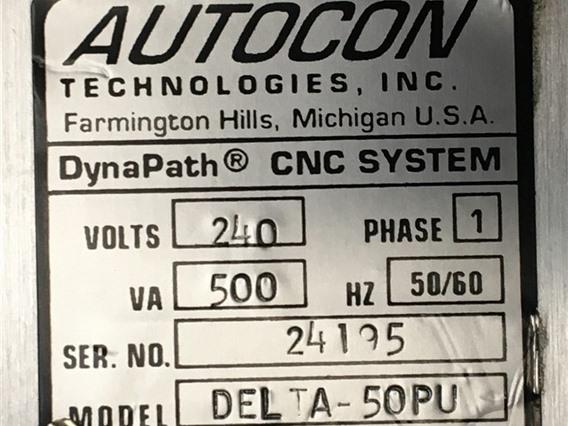 AUTOCON
TECHNOLOGIES, INC.
Farmington Hills, Michigan U.S.A.
DynaPath® CNC SYSTEM
VOLTS 240 PHASE 1
VA 500 HZ 50/60
SER. NO. 24195
MODEL DELTA-50PU